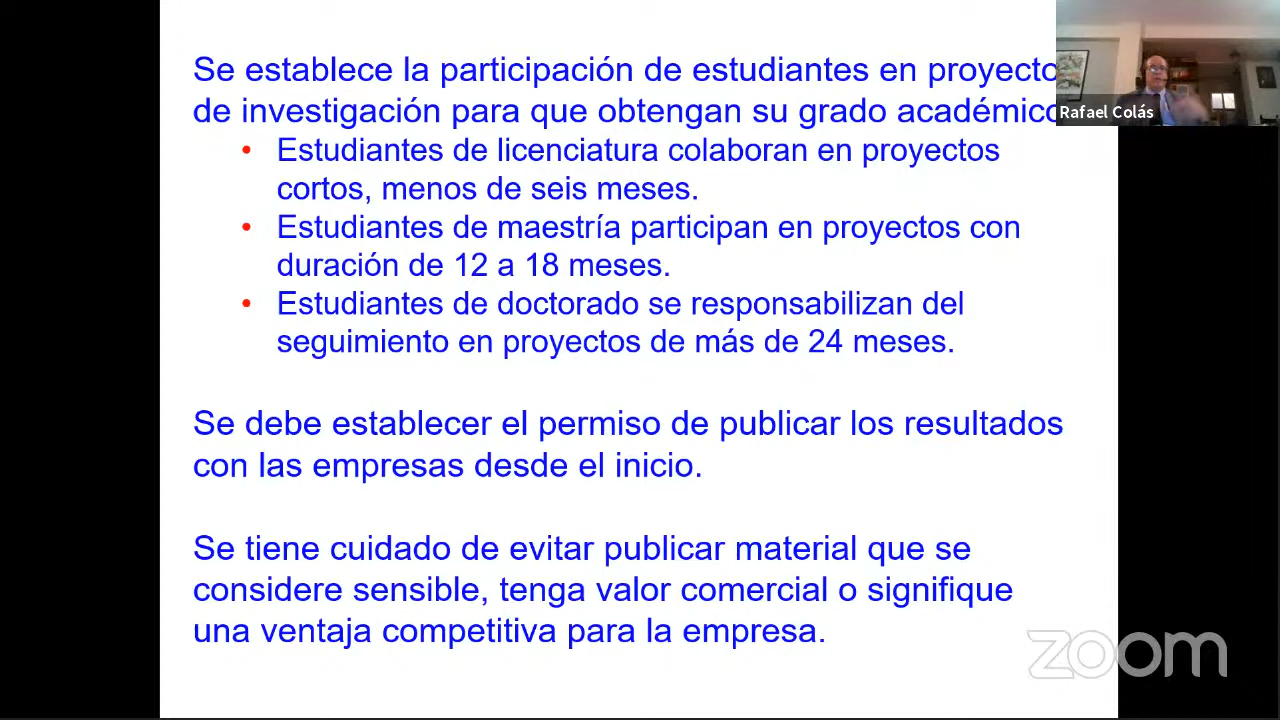 Se establece la participación de estudiantes en proyecto
de investigación para que obtengan su grado académico
• Estudiantes de licenciatura colaboran en proyectos
cortos, menos de seis meses.
• Estudiantes de maestría participan en proyectos con
duración de 12 a 18 meses.
• Estudiantes de doctorado se responsabilizan del
seguimiento en proyectos de más de 24 meses.
Se debe establecer el permiso de publicar los resultados
con las empresas desde el inicio.
Se tiene cuidado de evitar publicar material que se
considere sensible, tenga valor comercial o signifique
una ventaja competitiva para la empresa.
Rafael Colás
zoom